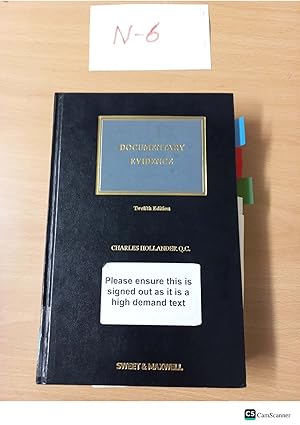 N-6
DOCUMENTARY
EVIDENCE
Twelfth Edition
CHARLES HOLLANDER Q.C.
Please ensure this is
signed out as it is a
high demand text
SWEET & MAXWELL
CS CamScanner